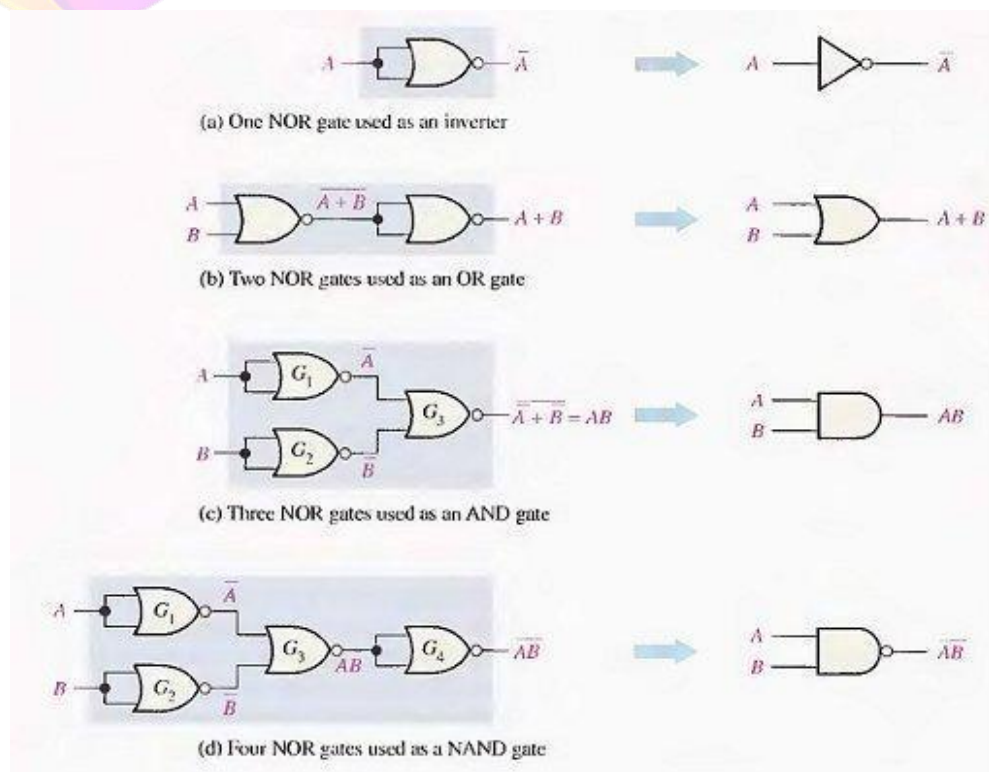 A A̅ A A̅
(a) One NOR gate used as an inverter
A A̅+̅B̅ A
B A + B B A + B
(b) Two NOR gates used as an OR gate
A G₁ A̅
G₃ A̿ ̅+̅ B̿ = AB A AB
B G₂ B̅ B
(c) Three NOR gates used as an AND gate
A G₁ A̅
G₃ AB G₄ A̅B̅ A A̅B̅
B G₂ B̅ B
(d) Four NOR gates used as a NAND gate